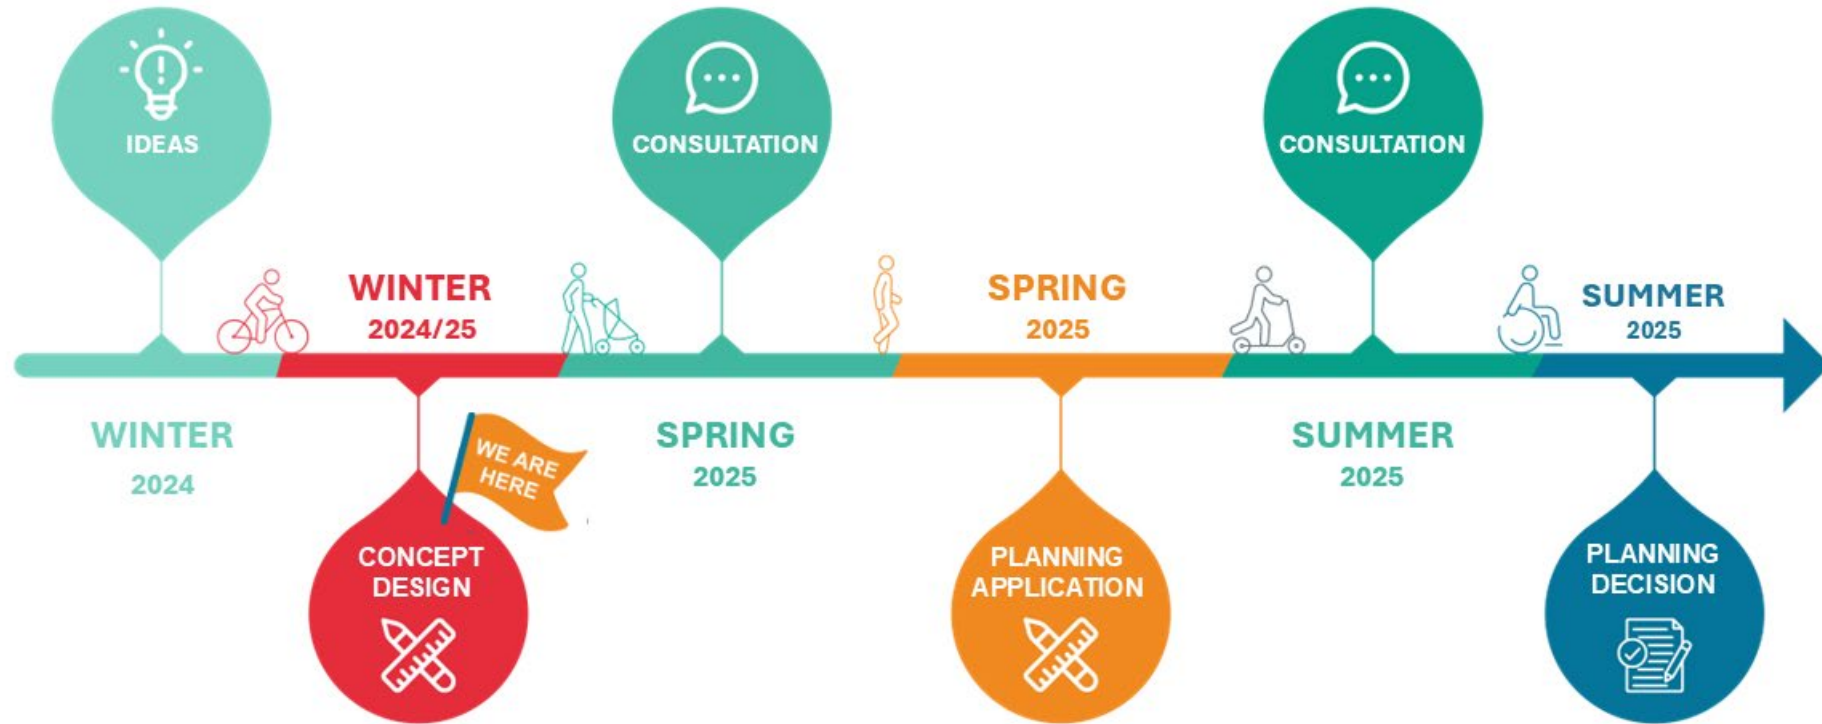 IDEAS
WINTER
2024
WINTER
2024/25
CONCEPT
DESIGN
WE ARE
HERE
CONSULTATION
SPRING
2025
SPRING
2025
PLANNING
APPLICATION
CONSULTATION
SUMMER
2025
SUMMER
2025
PLANNING
DECISION